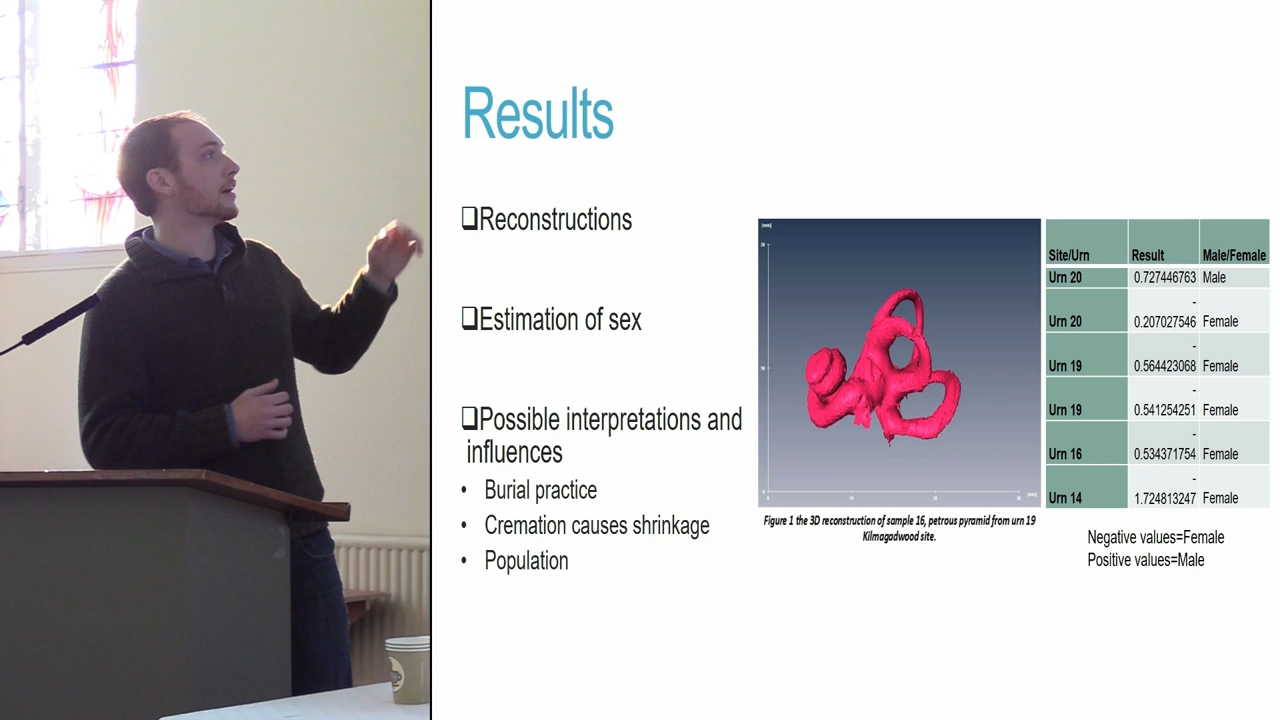 Results
❑Reconstructions
❑Estimation of sex
❑Possible interpretations and
influences
• Burial practice
• Cremation causes shrinkage
• Population
Figure 1 the 3D reconstruction of sample 16, petrous pyramid from urn 19
Kilmagadwood site.
Site/Urn Result Male/Female
Urn 20 0.727446763 Male
Urn 20 -0.207027546 Female
Urn 19 -0.564423068 Female
Urn 19 -0.541254251 Female
Urn 16 -0.534371754 Female
Urn 14 -1.724813247 Female
Negative values=Female
Positive values=Male